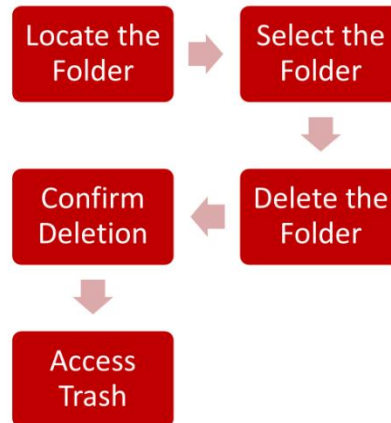 Locate the
Folder
Select the
Folder
Delete the
Folder
Confirm
Deletion
Access
Trash